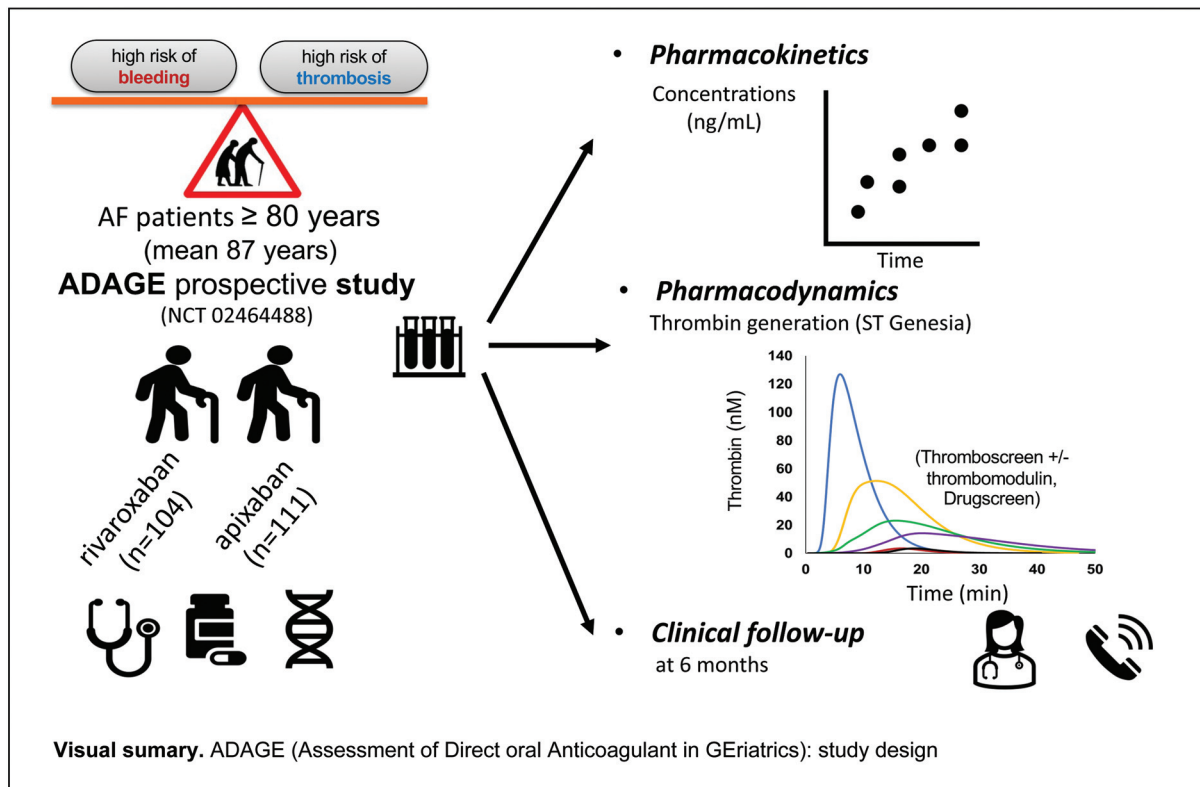 high risk of
bleeding
high risk of
thrombosis
AF patients ≥ 80 years
(mean 87 years)
ADAGE prospective study
(NCT 02464488)
rivaroxaban
(n=104)
apixaban
(n=111)
• Pharmacokinetics
Concentrations
(ng/mL)
Time
• Pharmacodynamics
Thrombin generation (ST Genesia)
Thrombin (nM)
140
120
100
80
60
40
20
0
(Thromboscreen +/-
thrombomodulin,
Drugscreen)
0 10 20 30 40 50
Time (min)
• Clinical follow-up
at 6 months
Visual sumary. ADAGE (Assessment of Direct oral Anticoagulant in GEriatrics): study design